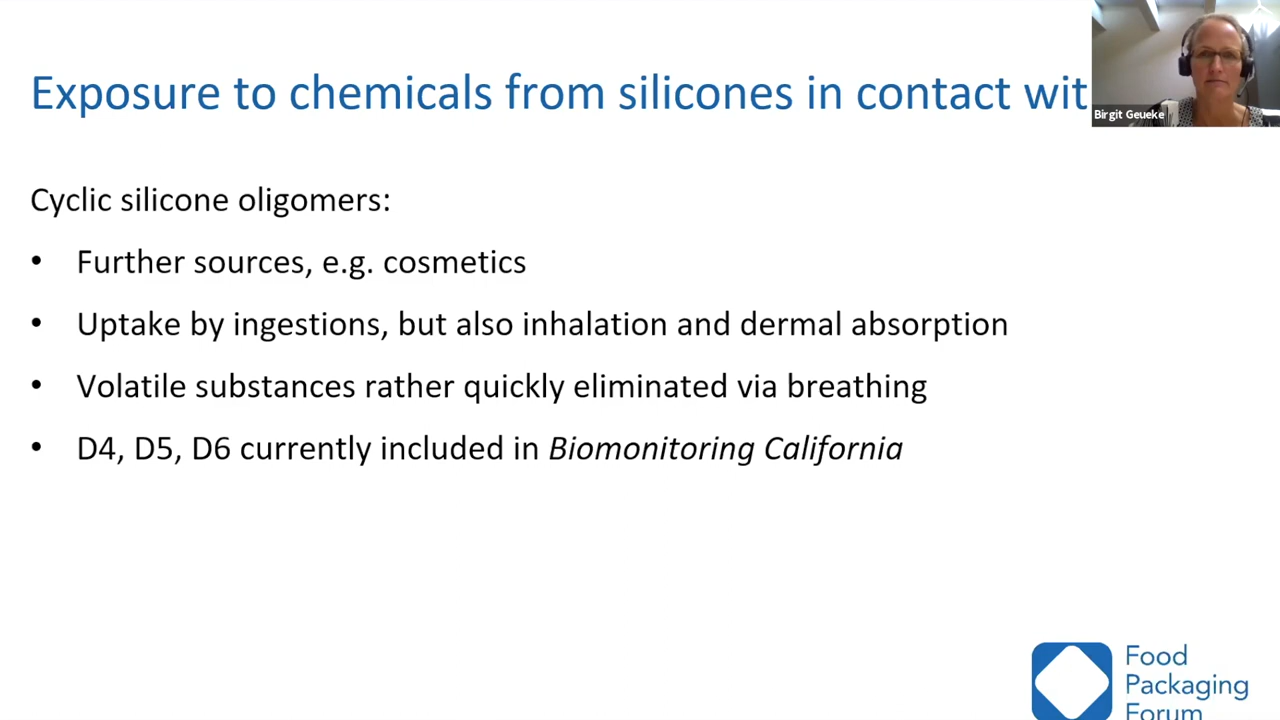 Exposure to chemicals from silicones in contact wit
Birgit Geueke
Cyclic silicone oligomers:
• Further sources, e.g. cosmetics
• Uptake by ingestions, but also inhalation and dermal absorption
• Volatile substances rather quickly eliminated via breathing
• D4, D5, D6 currently included in Biomonitoring California
Food
Packaging
Forum